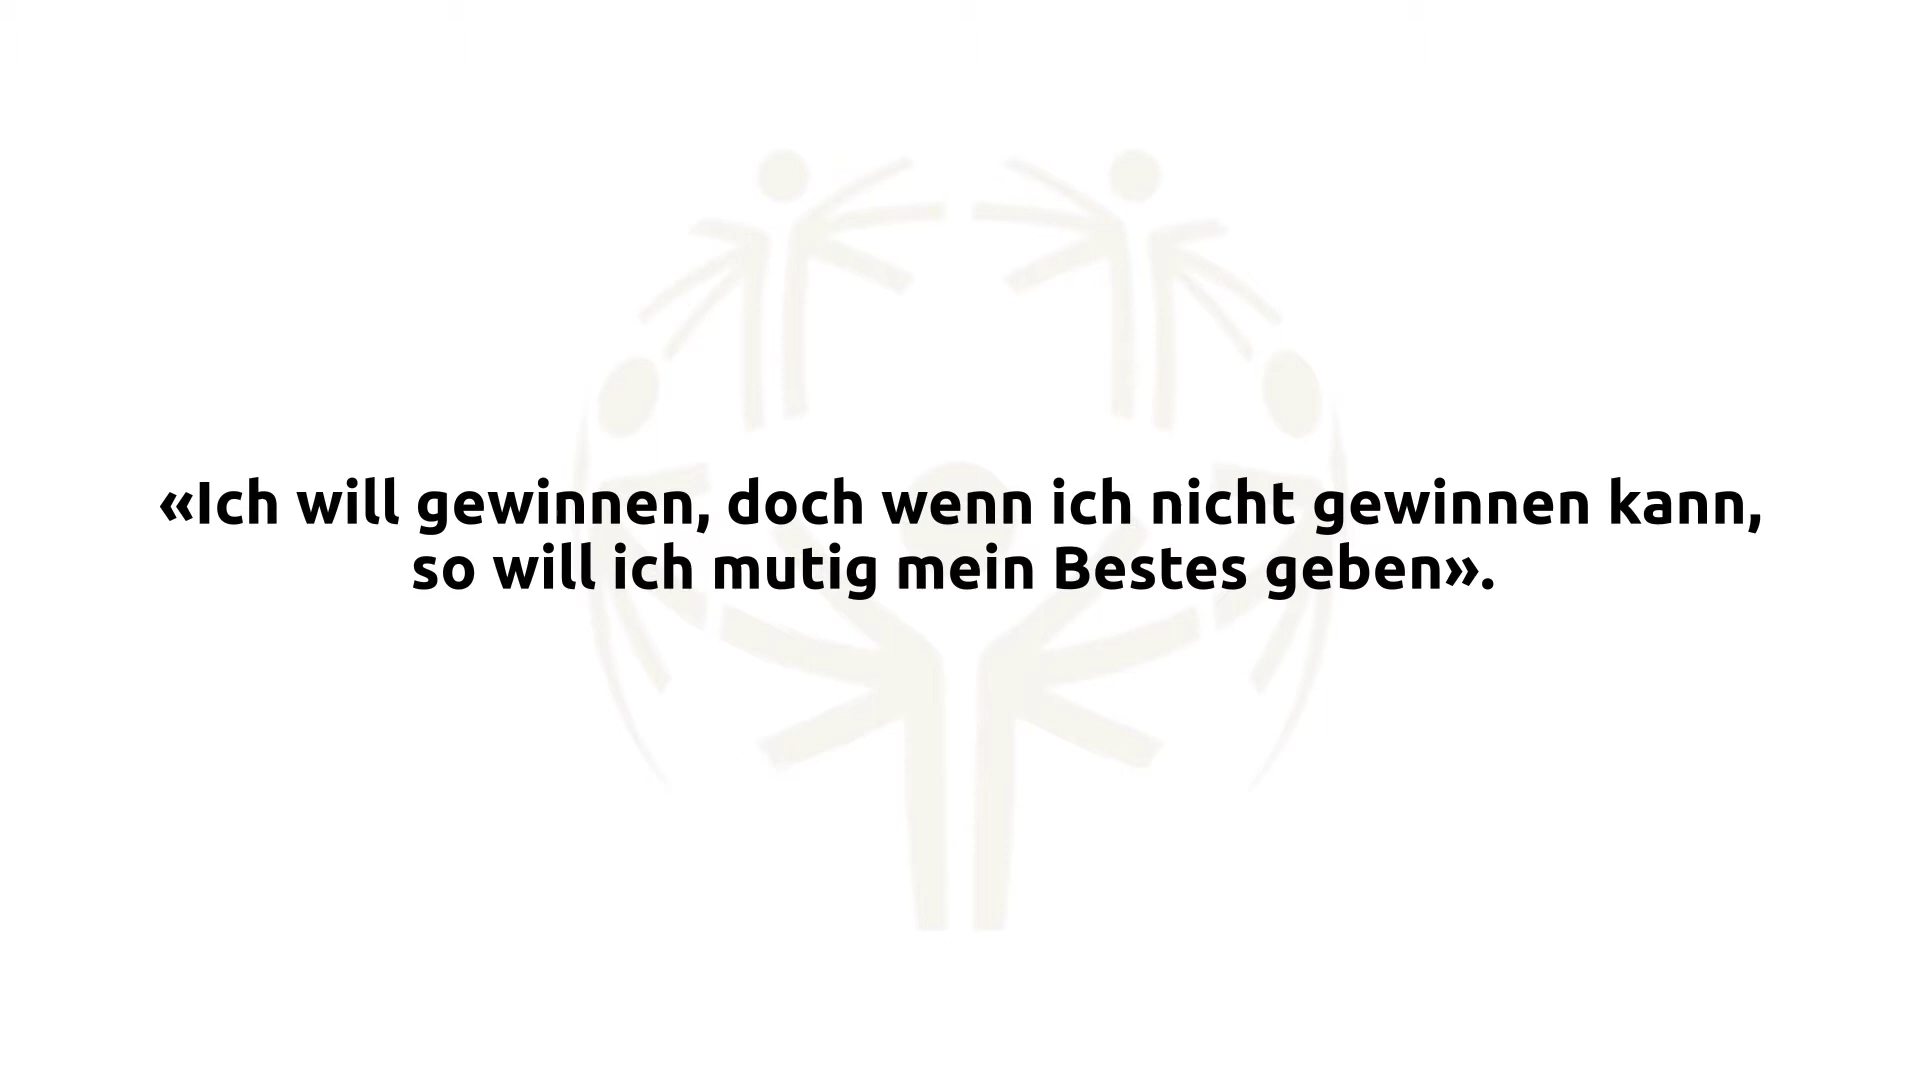 «Ich will gewinnen, doch wenn ich nicht gewinnen kann,
so will ich mutig mein Bestes geben».